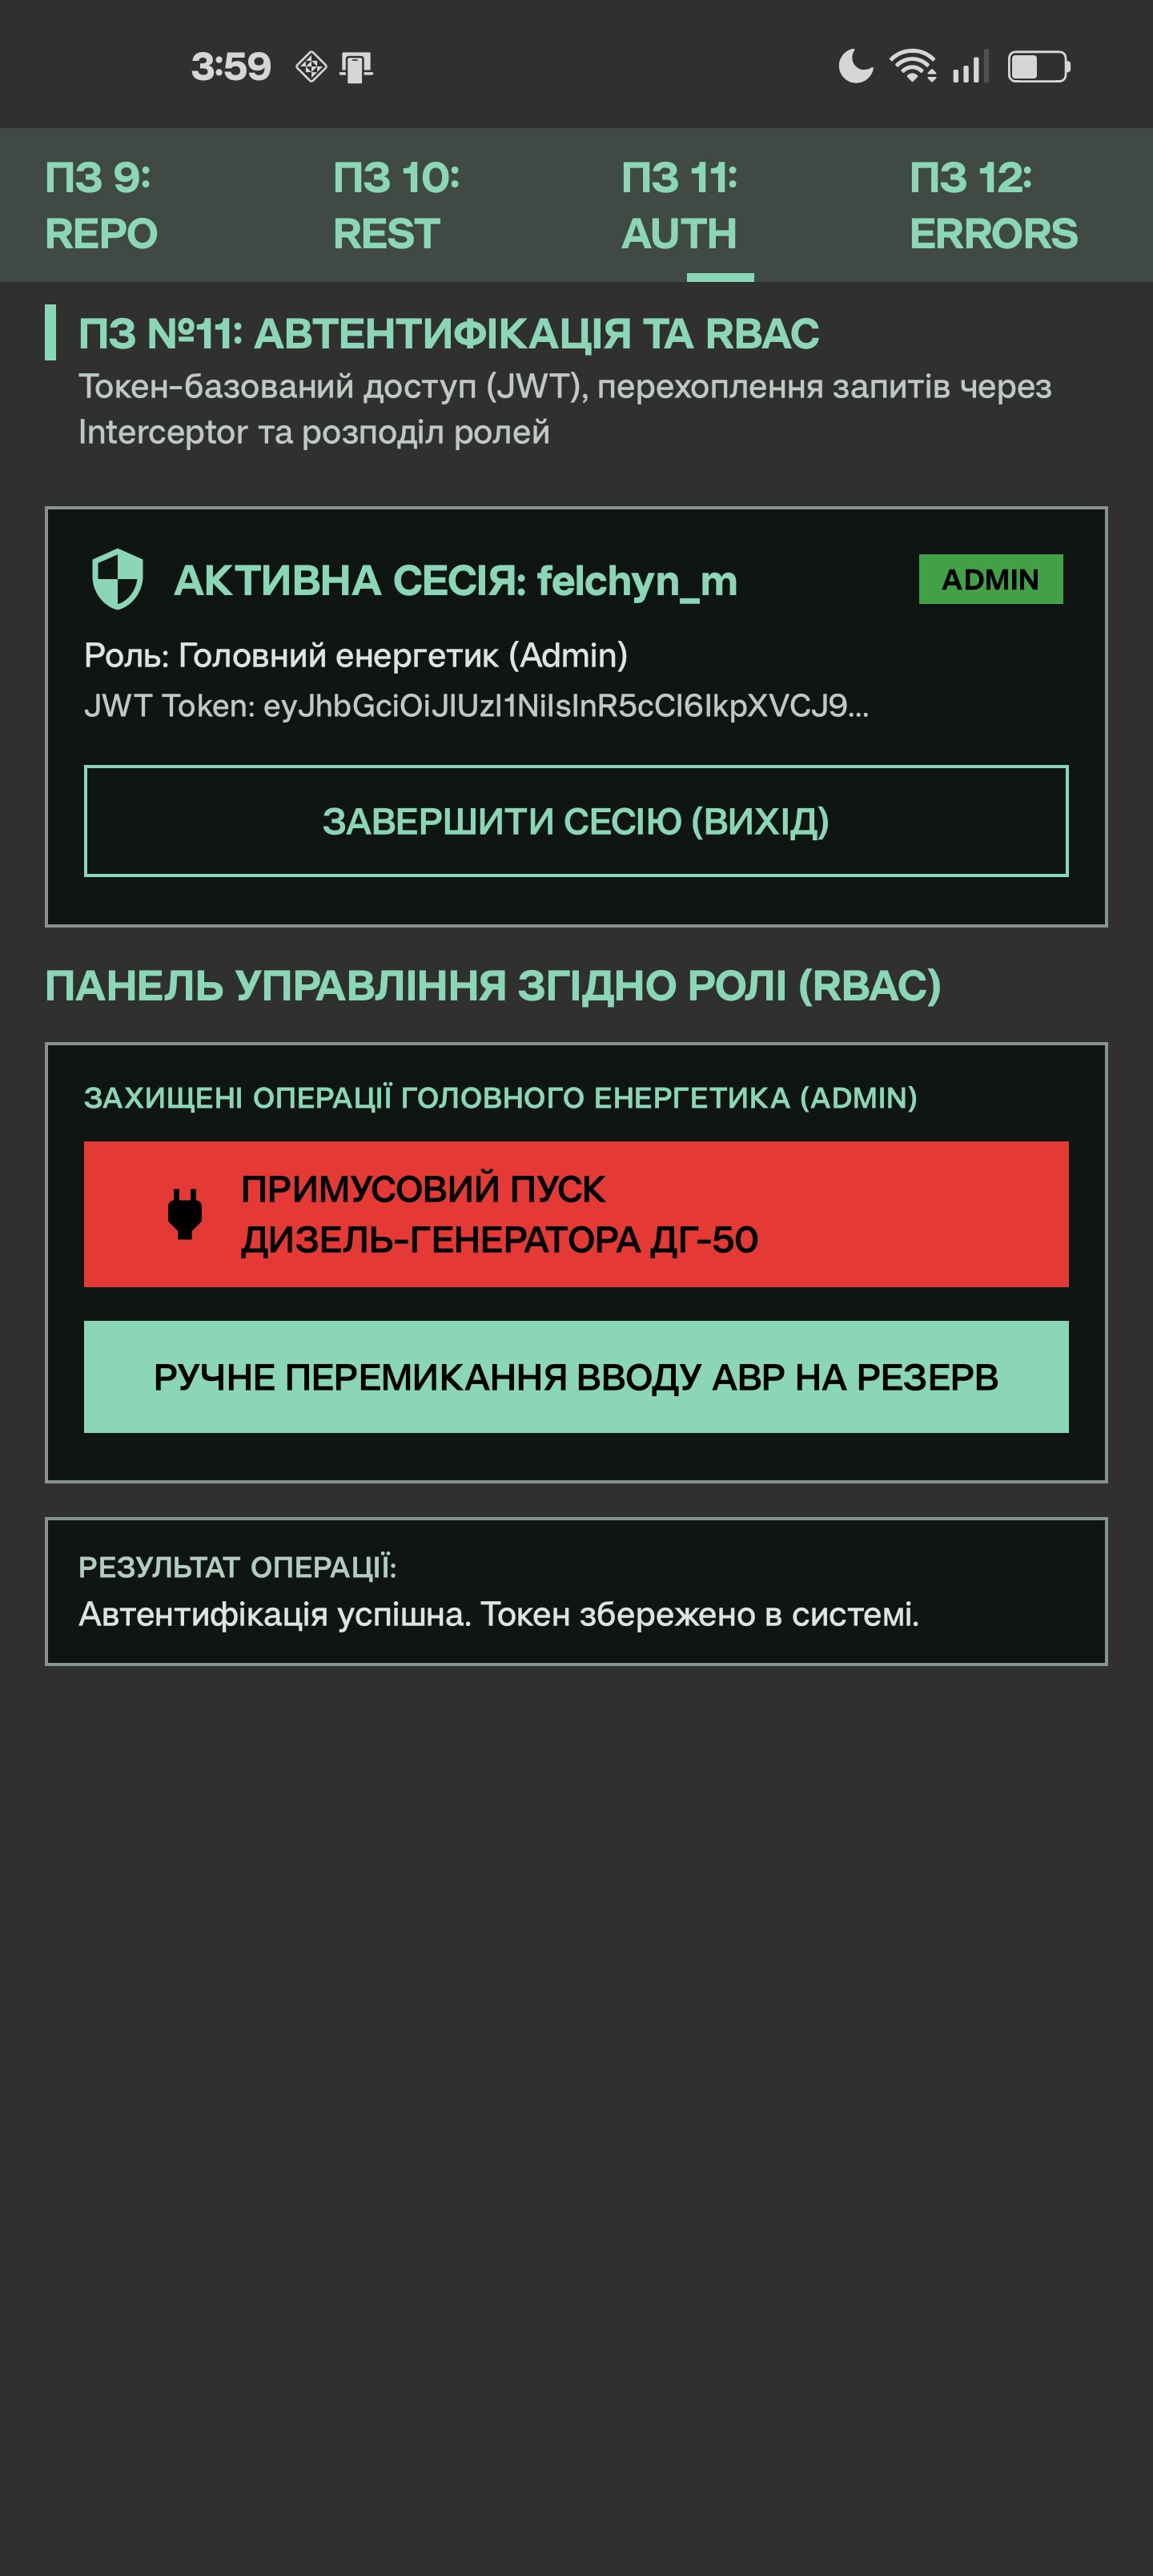 3:59
ПЗ 9:
REPO
ПЗ 10:
REST
ПЗ 11:
AUTH
ПЗ 12:
ERRORS
ПЗ №11: АВТЕНТИФІКАЦІЯ ТА RBAC
Токен-базований доступ (JWT), перехоплення запитів через
Interceptor та розподіл ролей
АКТИВНА СЕСІЯ: felchyn_m
ADMIN
Роль: Головний енергетик (Admin)
JWT Token: eyJhbGciOiJIUzI1NiIsInR5cCI6IkpXVCJ9...
ЗАВЕРШИТИ СЕСІЮ (ВИХІД)
ПАНЕЛЬ УПРАВЛІННЯ ЗГІДНО РОЛІ (RBAC)
ЗАХИЩЕНІ ОПЕРАЦІЇ ГОЛОВНОГО ЕНЕРГЕТИКА (ADMIN)
ПРИМУСОВИЙ ПУСК
ДИЗЕЛЬ-ГЕНЕРАТОРА ДГ-50
РУЧНЕ ПЕРЕМИКАННЯ ВВОДУ АВР НА РЕЗЕРВ
РЕЗУЛЬТАТ ОПЕРАЦІЇ:
Автентифікація успішна. Токен збережено в системі.